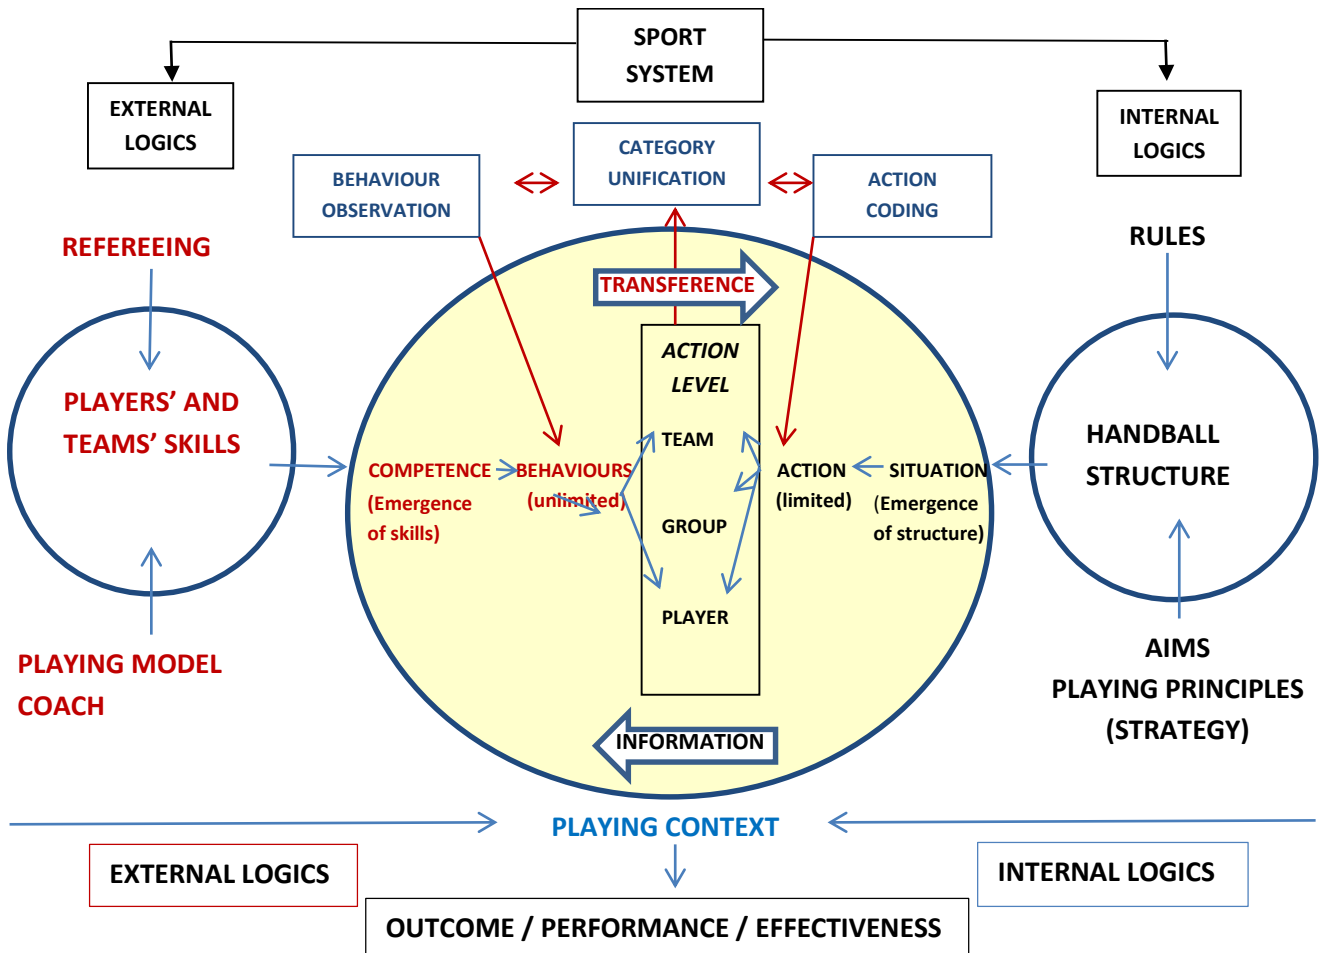 SPORT
SYSTEM
EXTERNAL
LOGICS
INTERNAL
LOGICS
BEHAVIOUR
OBSERVATION
CATEGORY
UNIFICATION
ACTION
CODING
REFEREEING
RULES
TRANSFERENCE
ACTION
LEVEL
PLAYERS’ AND
TEAMS’ SKILLS
TEAM
HANDBALL
STRUCTURE
COMPETENCE
(Emergence
of skills)
BEHAVIOURS
(unlimited)
ACTION
(limited)
SITUATION
(Emergence
of structure)
GROUP
PLAYER
PLAYING MODEL
COACH
AIMS
PLAYING PRINCIPLES
(STRATEGY)
INFORMATION
PLAYING CONTEXT
EXTERNAL LOGICS
INTERNAL LOGICS
OUTCOME / PERFORMANCE / EFFECTIVENESS